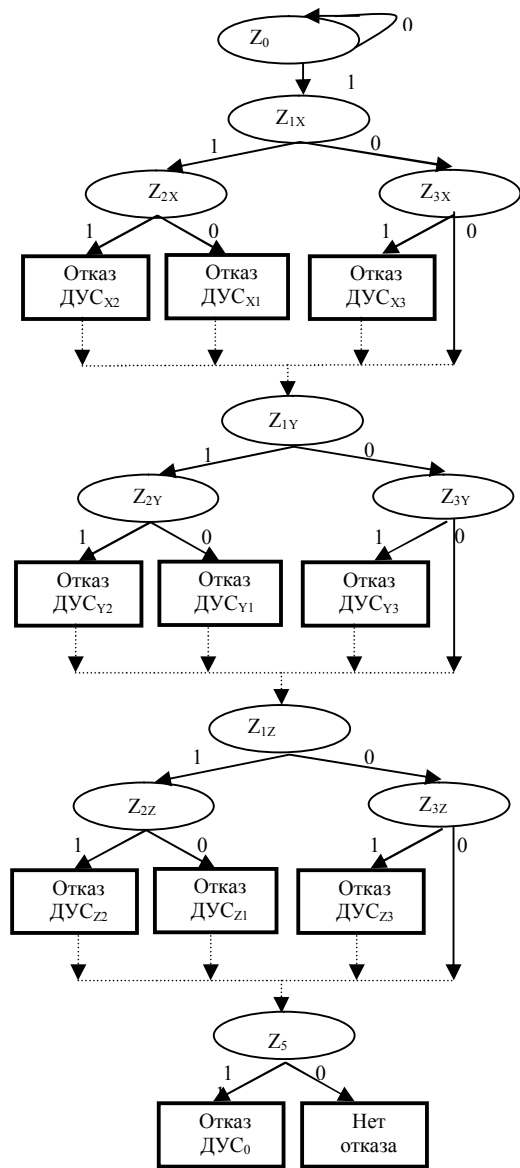 Z0
0
1
Z1X
1
0
Z2X
Z3X
1
0
1
0
Отказ
ДУСX2
Отказ
ДУСX1
Отказ
ДУСX3
Z1Y
1
0
Z2Y
Z3Y
1
0
1
0
Отказ
ДУСY2
Отказ
ДУСY1
Отказ
ДУСY3
Z1Z
1
0
Z2Z
Z3Z
1
0
1
0
Отказ
ДУСZ2
Отказ
ДУСZ1
Отказ
ДУСZ3
Z5
1
0
1
Отказ
ДУС0
Нет
отказа